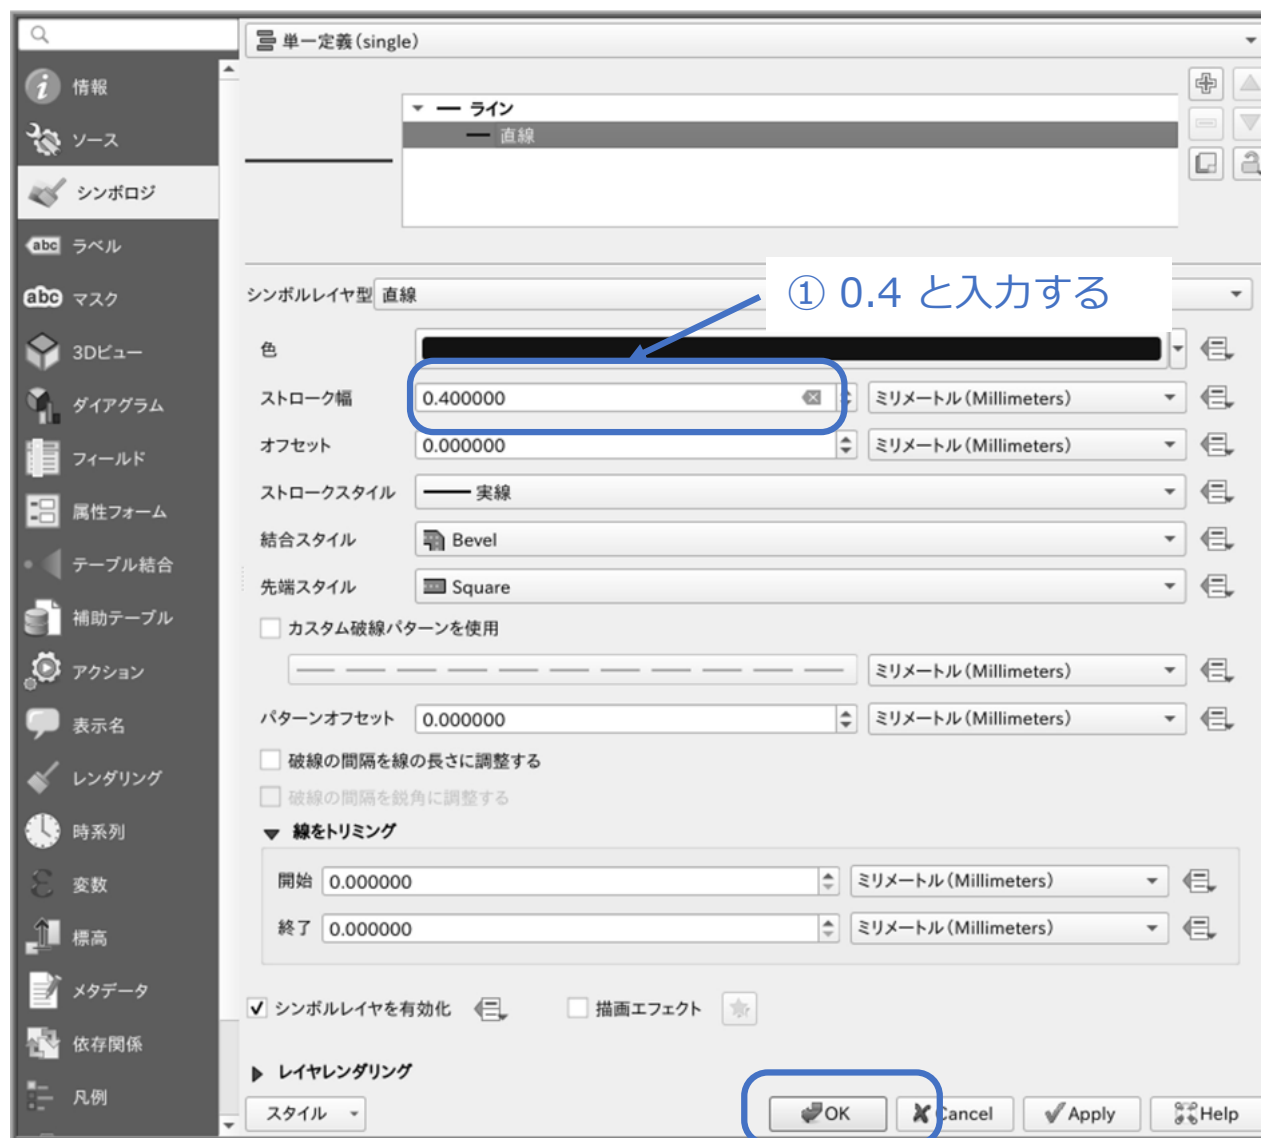 単一定義(single)
情報
ソース
シンボロジ
abc ラベル
abc マスク
3Dビュー
ダイアグラム
フィールド
属性フォーム
テーブル結合
補助テーブル
アクション
表示名
レンダリング
時系列
変数
標高
メタデータ
依存関係
凡例
ライン
直線
シンボルレイヤ型 直線
① 0.4 と入力する
色
ストローク幅 0.400000 ミリメートル(Millimeters)
オフセット 0.000000 ミリメートル(Millimeters)
ストロークスタイル 実線
結合スタイル Bevel
先端スタイル Square
カスタム破線パターンを使用
ミリメートル(Millimeters)
パターンオフセット 0.000000 ミリメートル(Millimeters)
破線の間隔を線の長さに調整する
破線の間隔を鋭角に調整する
線をトリミング
開始 0.000000 ミリメートル(Millimeters)
終了 0.000000 ミリメートル(Millimeters)
シンボルレイヤを有効化 描画エフェクト
レイヤレンダリング
スタイル OK Cancel Apply Help